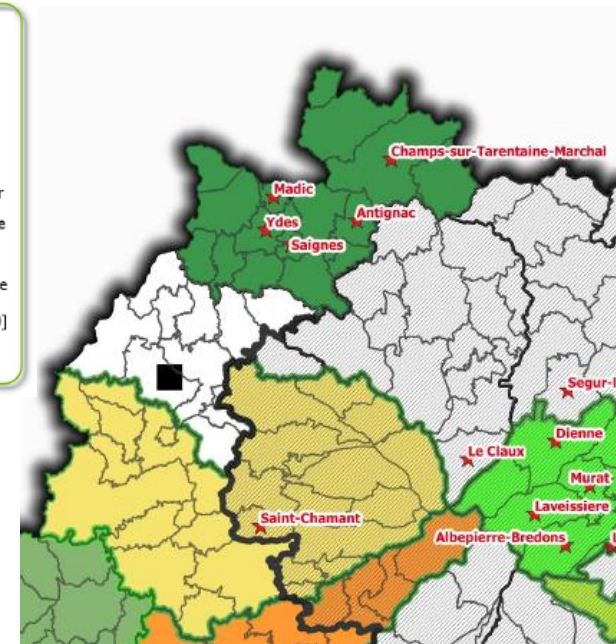 r
e
e
]
Champs-sur-Tarentaine-Marchal
Madic
Antignac
Ydes
Saignes
Segur-
Dienne
Le Claux
Murat
Laveissiere
Saint-Chamant
Albepierre-Bredons